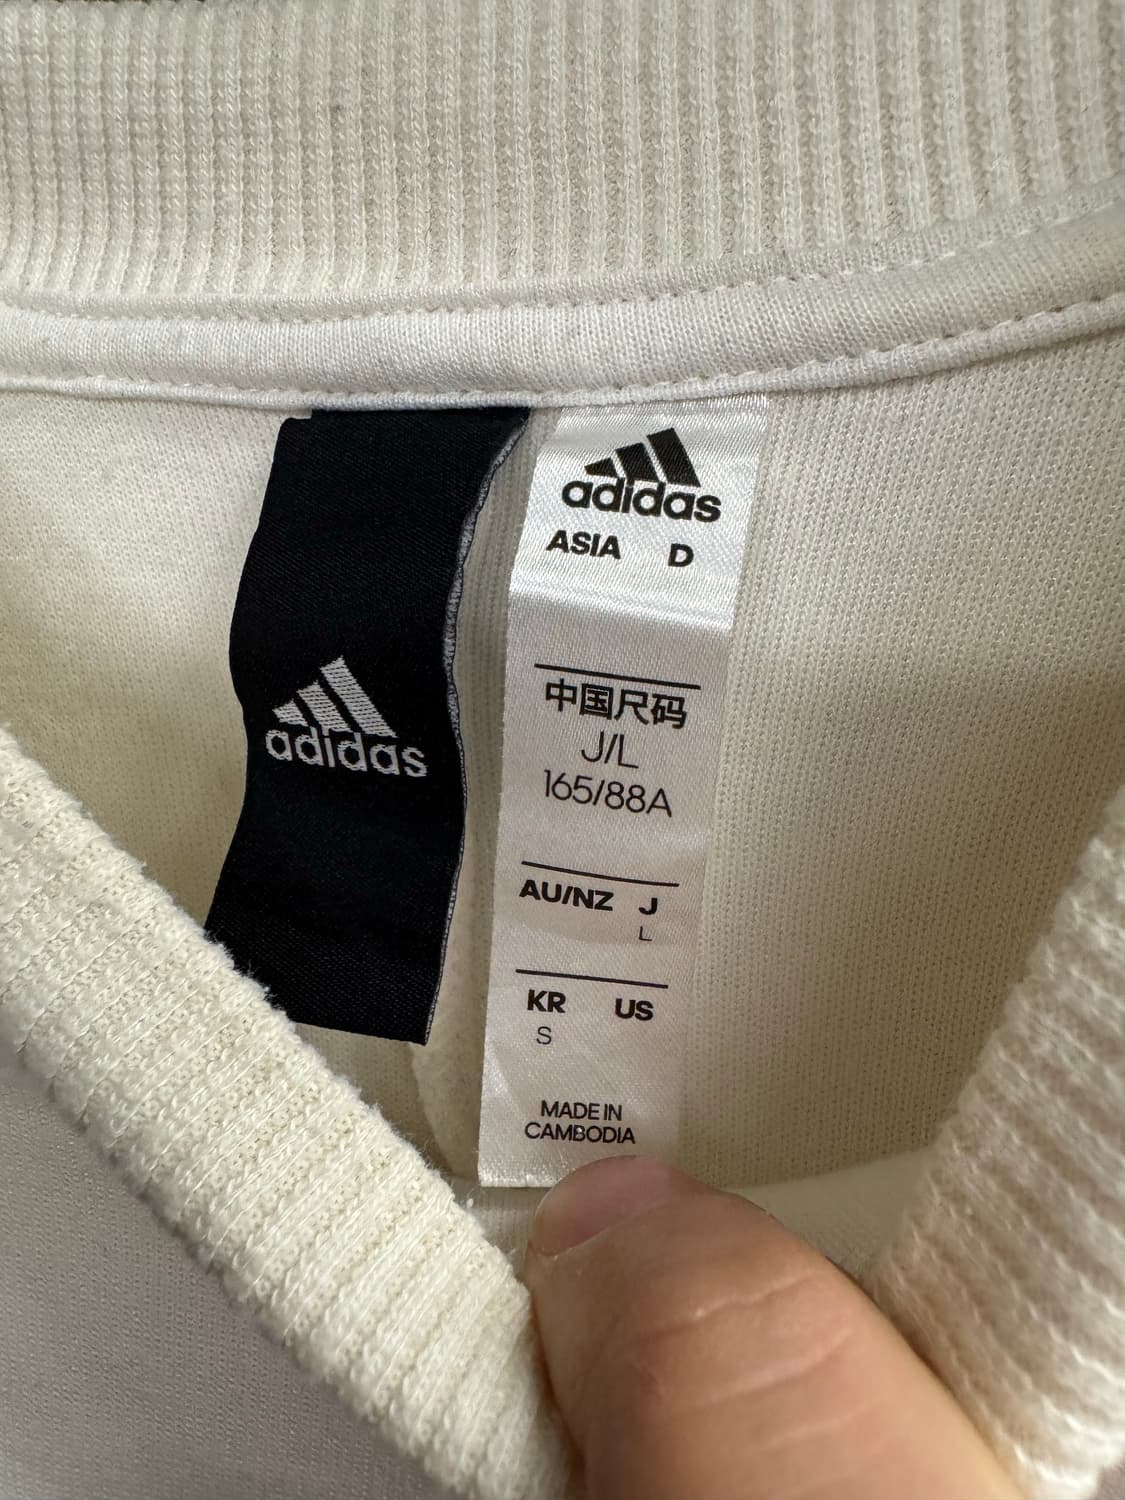 adidas
adidas
ASIA D
中国尺码
J/L
165/88A
AU/NZ J
L
KR US
S
MADE IN
CAMBODIA